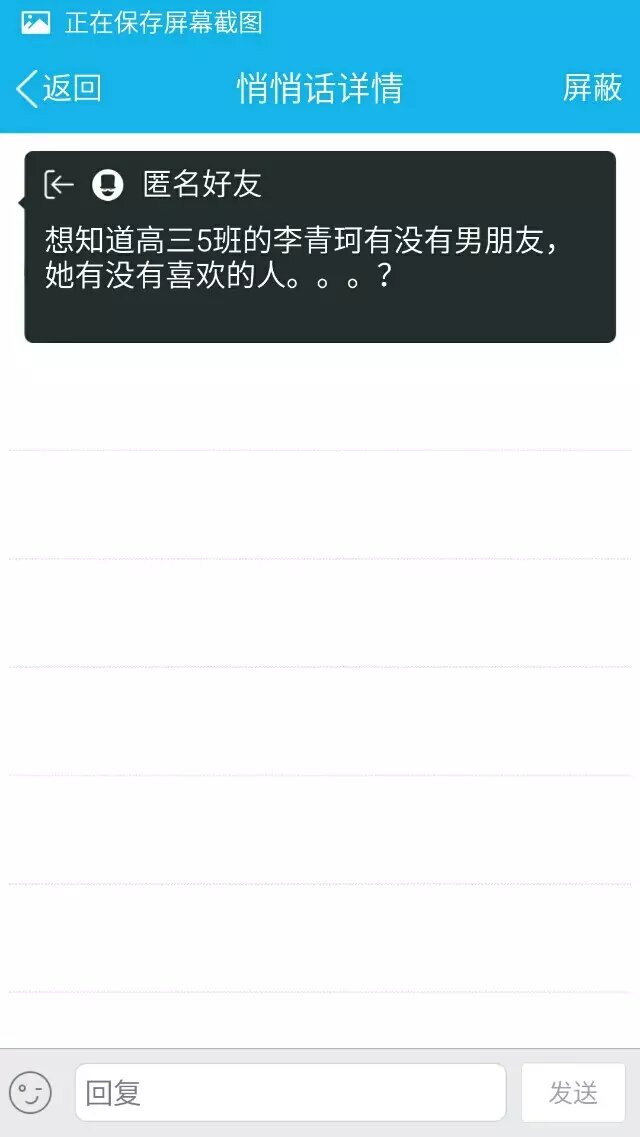 正在保存屏幕截图
返回 悄悄话详情 屏蔽
匿名好友
想知道高三5班的李青珂有没有男朋友，
她有没有喜欢的人。。。？
回复 发送